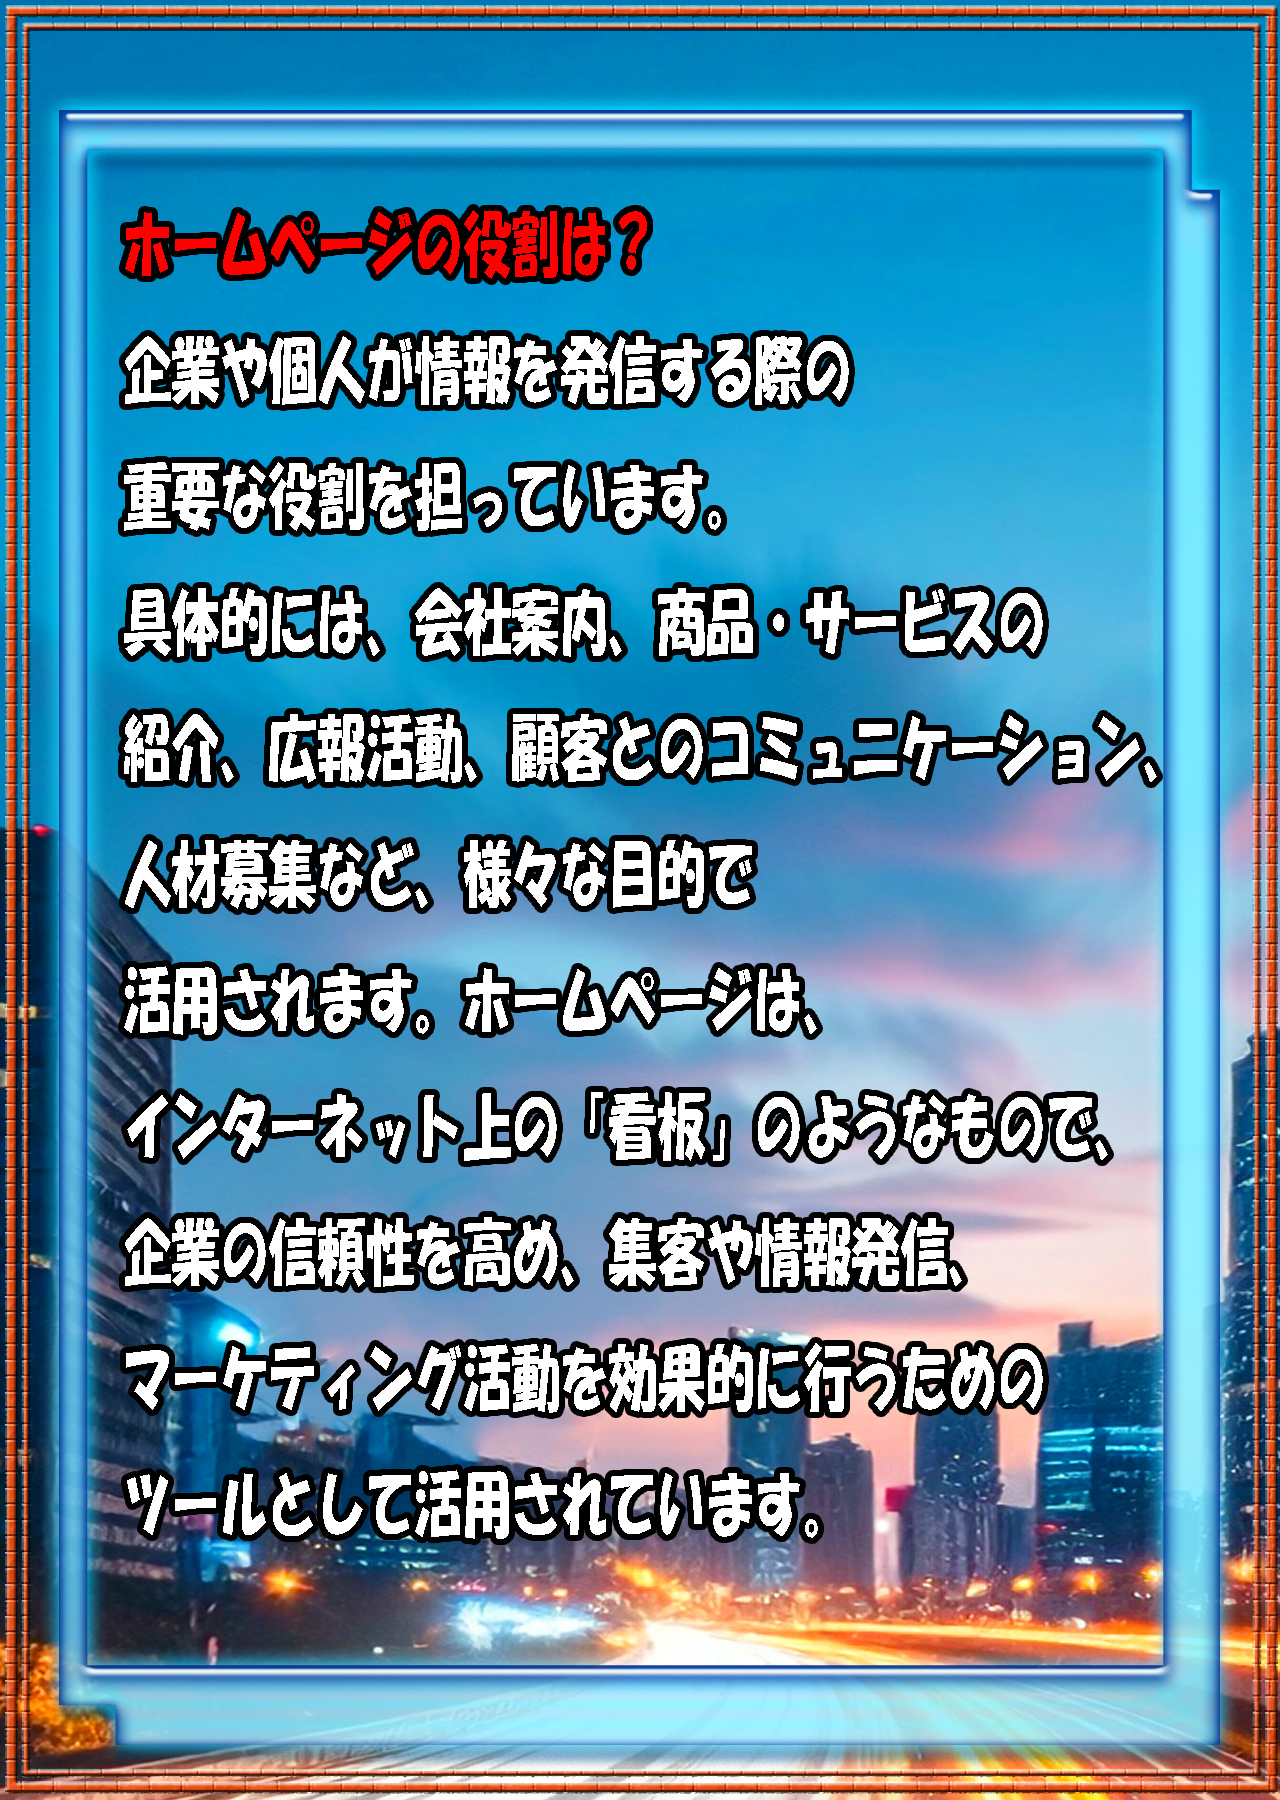 ホームページの役割は？
企業や個人が情報を発信する際の
重要な役割を担っています。
具体的には、会社案内、商品・サービスの
紹介、広報活動、顧客とのコミュニケーション、
人材募集など、様々な目的で
活用されます。ホームページは、
インターネット上の「看板」のようなもので、
企業の信頼性を高め、集客や情報発信、
マーケティング活動を効果的に行うための
ツールとして活用されています。